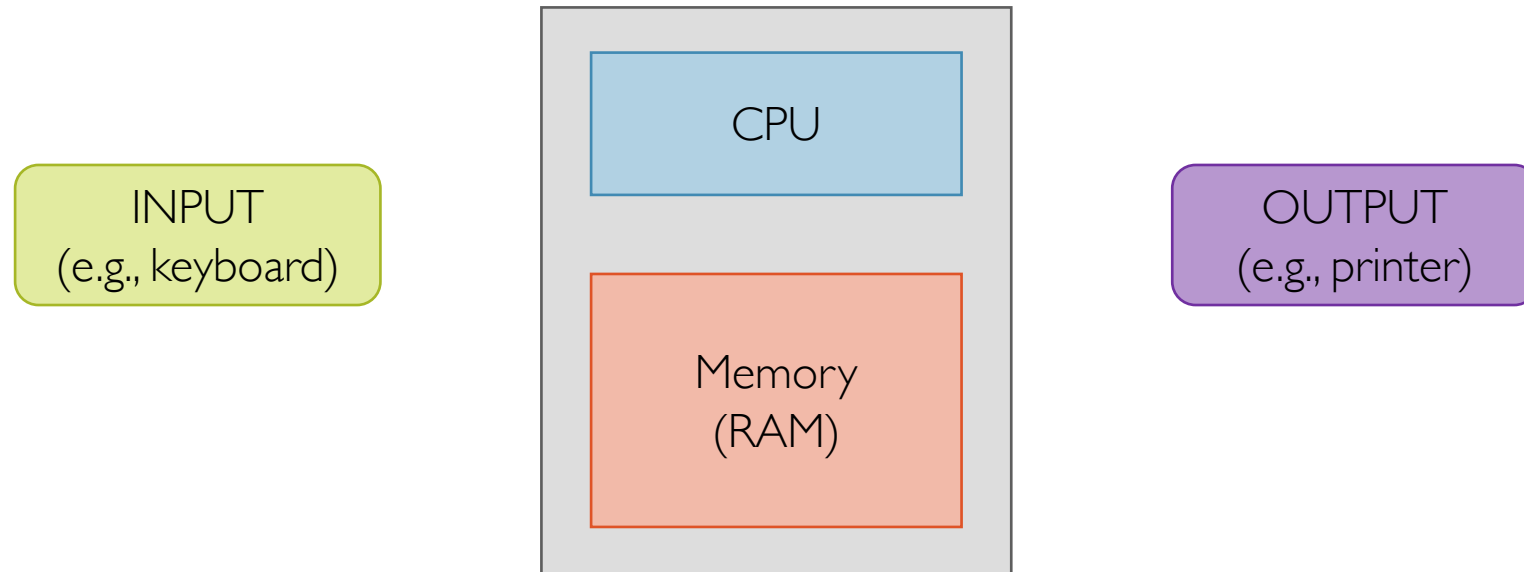 INPUT
(e.g., keyboard)
CPU
Memory
(RAM)
OUTPUT
(e.g., printer)